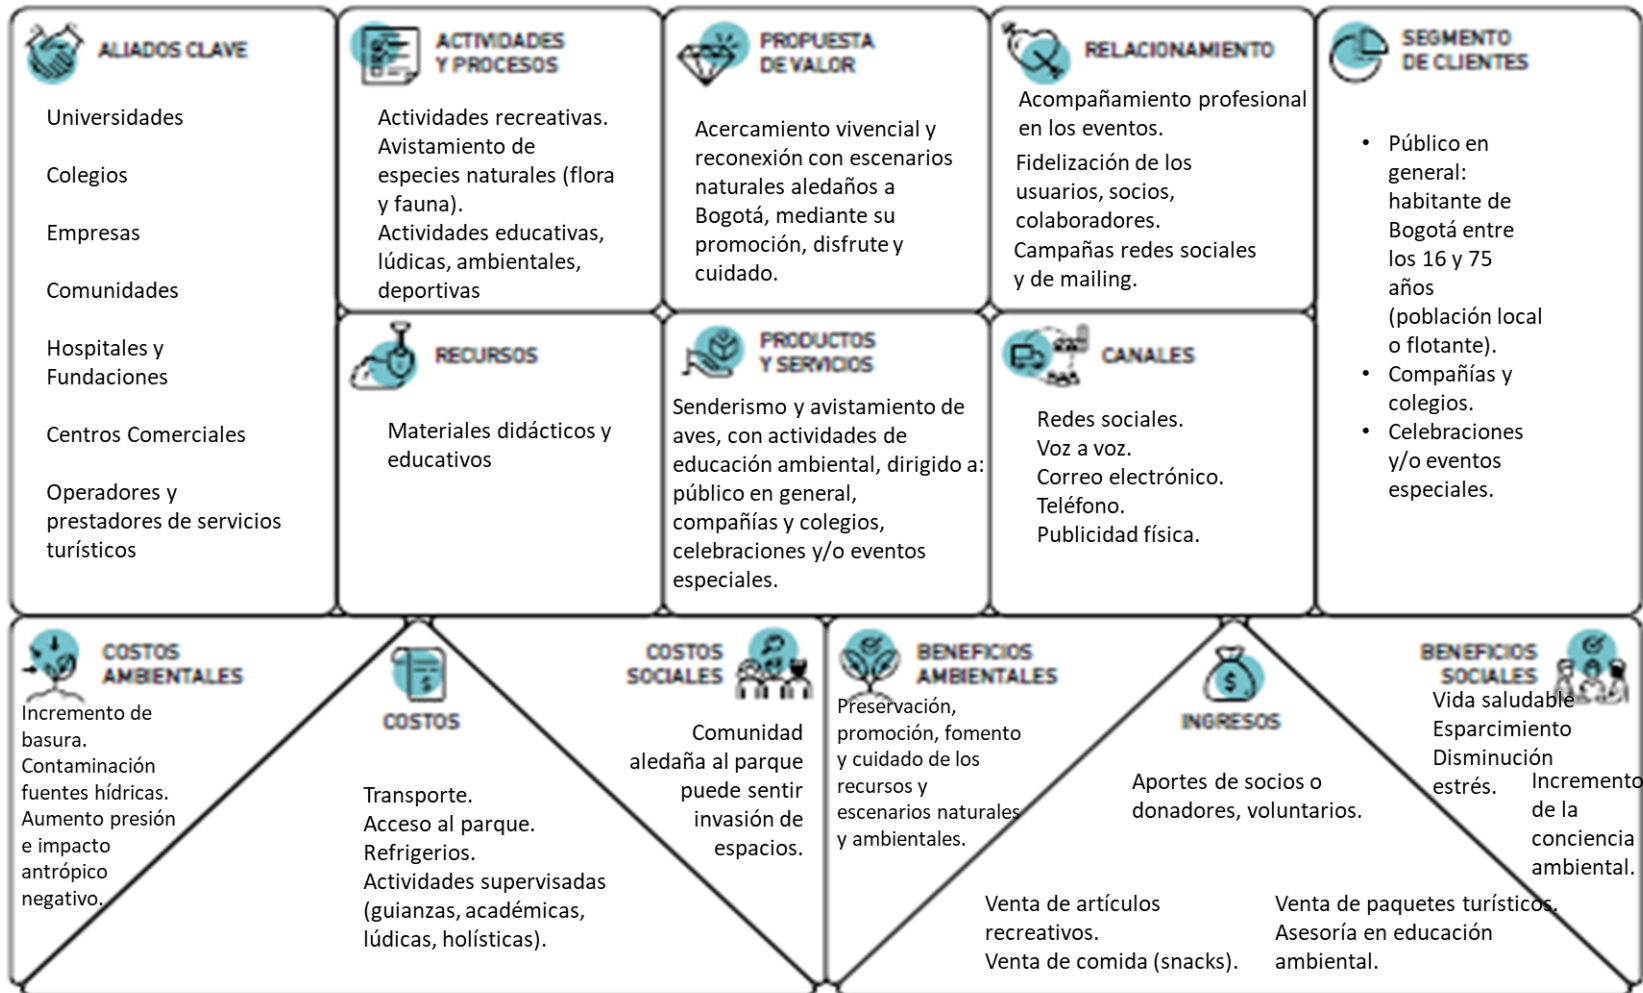 ALIADOS CLAVE
Universidades
Colegios
Empresas
Comunidades
Hospitales y
Fundaciones
Centros Comerciales
Operadores y
prestadores de servicios
turísticos
ACTIVIDADES
Y PROCESOS
Actividades recreativas.
Avistamiento de
especies naturales (flora
y fauna).
Actividades educativas,
lúdicas, ambientales,
deportivas
RECURSOS
Materiales didácticos y
educativos
PROPUESTA
DE VALOR
Acercamiento vivencial y
reconexión con escenarios
naturales aledaños a
Bogotá, mediante su
promoción, disfrute y
cuidado.
PRODUCTOS
Y SERVICIOS
Senderismo y avistamiento de
aves, con actividades de
educación ambiental, dirigido a:
público en general,
compañías y colegios,
celebraciones y/o eventos
especiales.
RELACIONAMIENTO
Acompañamiento profesional
en los eventos.
Fidelización de los
usuarios, socios,
colaboradores.
Campañas redes sociales
y de mailing.
CANALES
Redes sociales.
Voz a voz.
Correo electrónico.
Teléfono.
Publicidad física.
SEGMENTO
DE CLIENTES
• Público en
general:
habitante de
Bogotá entre
los 16 y 75
años
(población local
o flotante).
• Compañías y
colegios.
• Celebraciones
y/o eventos
especiales.
COSTOS
AMBIENTALES
Incremento de
basura.
Contaminación
fuentes hídricas.
Aumento presión
e impacto
antrópico
negativo.
COSTOS
Transporte.
Acceso al parque.
Refrigerios.
Actividades supervisadas
(guianzas, académicas,
lúdicas, holísticas).
COSTOS
SOCIALES
Comunidad
aledaña al parque
puede sentir
invasión de
espacios.
BENEFICIOS
AMBIENTALES
Preservación,
promoción, fomento
y cuidado de los
recursos y
escenarios naturales
y ambientales.
INGRESOS
Aportes de socios o
donadores, voluntarios.
Venta de artículos
recreativos.
Venta de comida (snacks).
Venta de paquetes turísticos.
Asesoría en educación
ambiental.
BENEFICIOS
SOCIALES
Vida saludable
Esparcimiento
Disminución
estrés.
Incremento
de la
conciencia
ambiental.